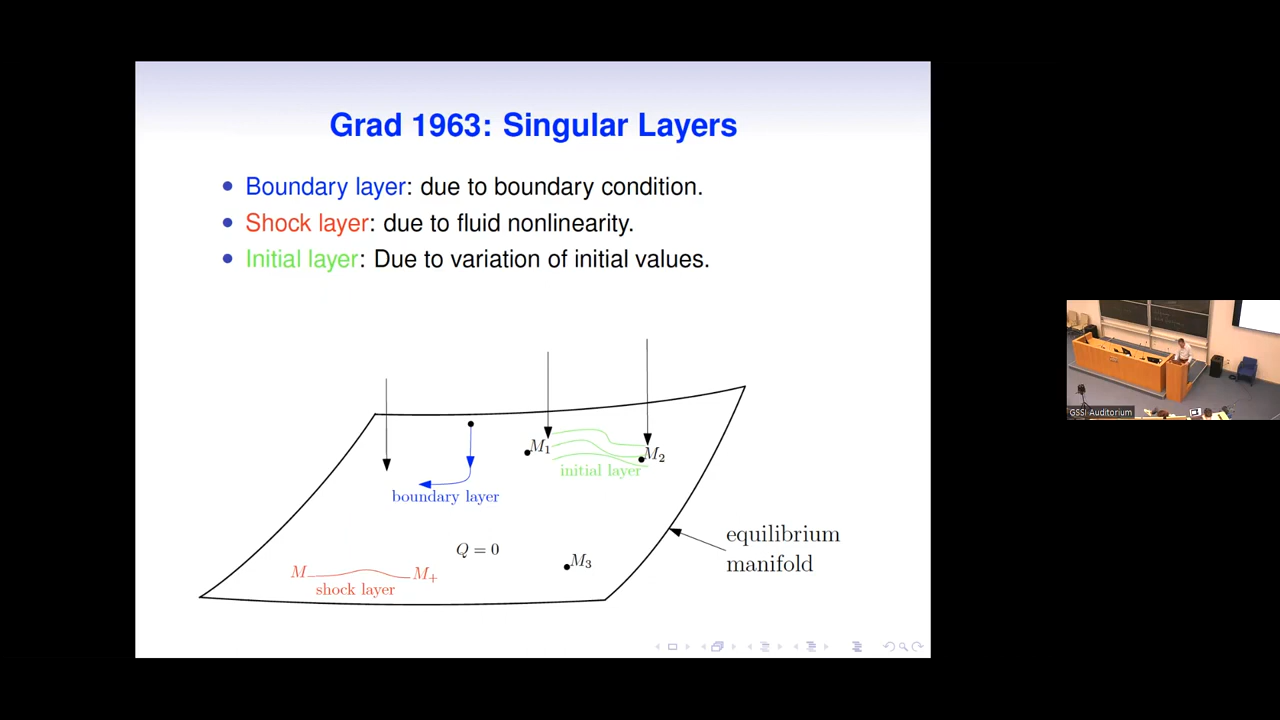 Grad 1963: Singular Layers
• Boundary layer: due to boundary condition.
• Shock layer: due to fluid nonlinearity.
• Initial layer: Due to variation of initial values.
M₁
M₂
initial layer
boundary layer
equilibrium
manifold
Q = 0
M₃
M₋ M₊
shock layer
GSSI Auditorium